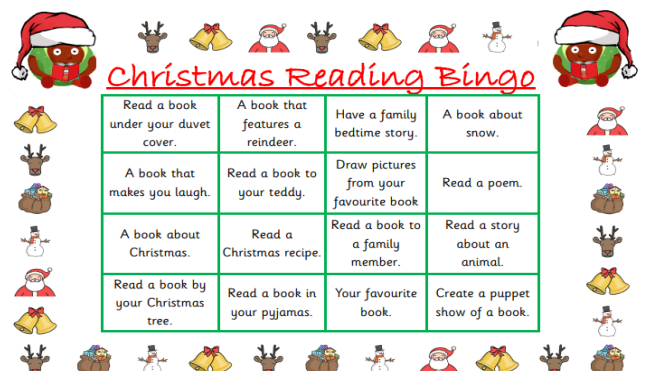 Christmas Reading Bingo
Read a book
under your duvet
cover.
A book that
features a
reindeer.
Have a family
bedtime story.
A book about
snow.
A book that
makes you laugh.
Read a book to
your teddy.
Draw pictures
from your
favourite book
Read a poem.
A book about
Christmas.
Read a
Christmas recipe.
Read a book to
a family
member.
Read a story
about an
animal.
Read a book by
your Christmas
tree.
Read a book in
your pyjamas.
Your favourite
book.
Create a puppet
show of a book.